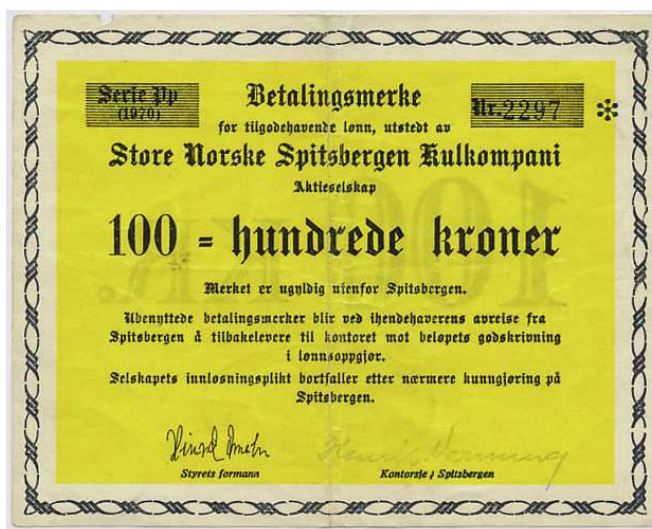 Serie Pp
(1970)
Betalingsmerke
Nr. 2297 *
for tilgodehavende lønn, utstedt av
Store Norske Spitsbergen Kulkompani
Aktieselskap
100 = hundrede kroner
Merket er ugyldig utenfor Spitsbergen.
Ubenyttede betalingsmerker blir ved ihendehaverens avreise fra
Spitsbergen å tilbakelevere til kontoret mot beløpets godskrivning
i lønnsoppgjør.
Selskapets innløsningsplikt bortfaller etter nærmere kunngjøring på
Spitsbergen.
Styrets formann
Kontorsje / Spitsbergen